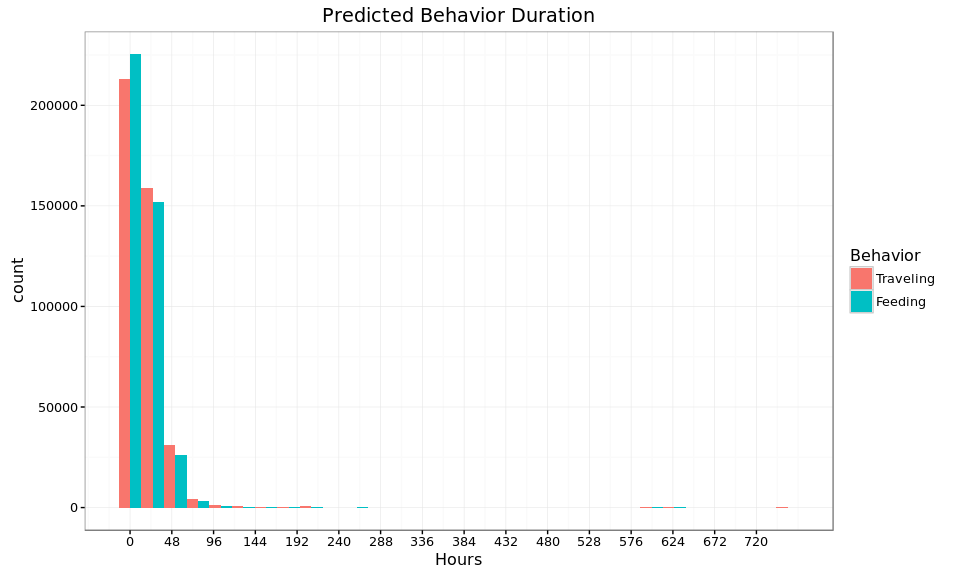 Predicted Behavior Duration
count
200000
150000
100000
50000
0
0 48 96 144 192 240 288 336 384 432 480 528 576 624 672 720
Hours
Behavior
Traveling
Feeding